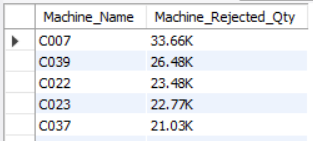 Machine_Name Machine_Rejected_Qty
C007 33.66K
C039 26.48K
C022 23.48K
C023 22.77K
C037 21.03K